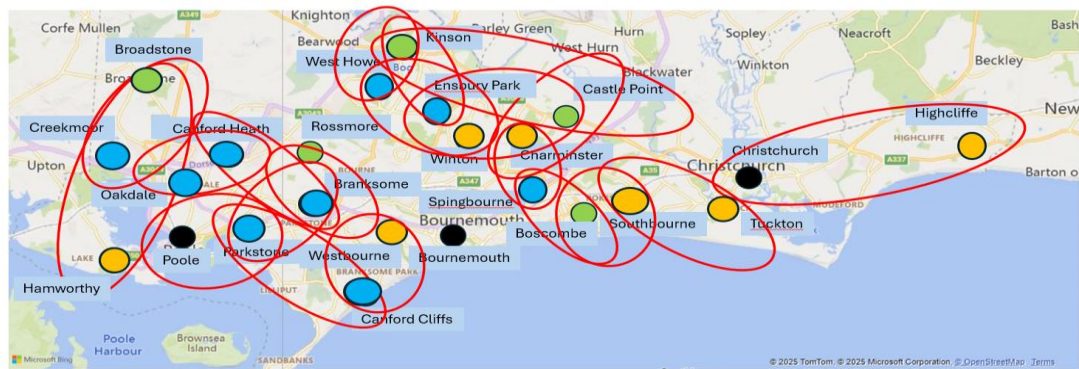 Corfe Mullen
A349
Knighton
Parley Green
Hurn
Sopley
Neacroft
Bash
Broadstone
Bearwood
Kinson
West Hurn
West Howe
Winkton
Beckley
Blackwater
Ensbury Park
Castle Point
Highcliffe
New
Creekmoor
Canford Heath
Rossmore
HIGHCLIFFE
Winton
Charminster
Christchurch
Christchurch
A337
Upton
A35
Barton o
Oakdale
Branksome
A347
Spingbourne
MUDEFORD
Bournemouth
Boscombe
Southbourne
Tuckton
LAKE
Poole
Parkstone
Westbourne
Bournemouth
BRANKSOME PARK
Hamworthy
LILLIPUT
Canford Cliffs
Poole
Harbour
Brownsea
Island
SANDBANKS
Microsoft Bing
© 2025 TomTom, © 2025 Microsoft Corporation, © OpenStreetMap Terms